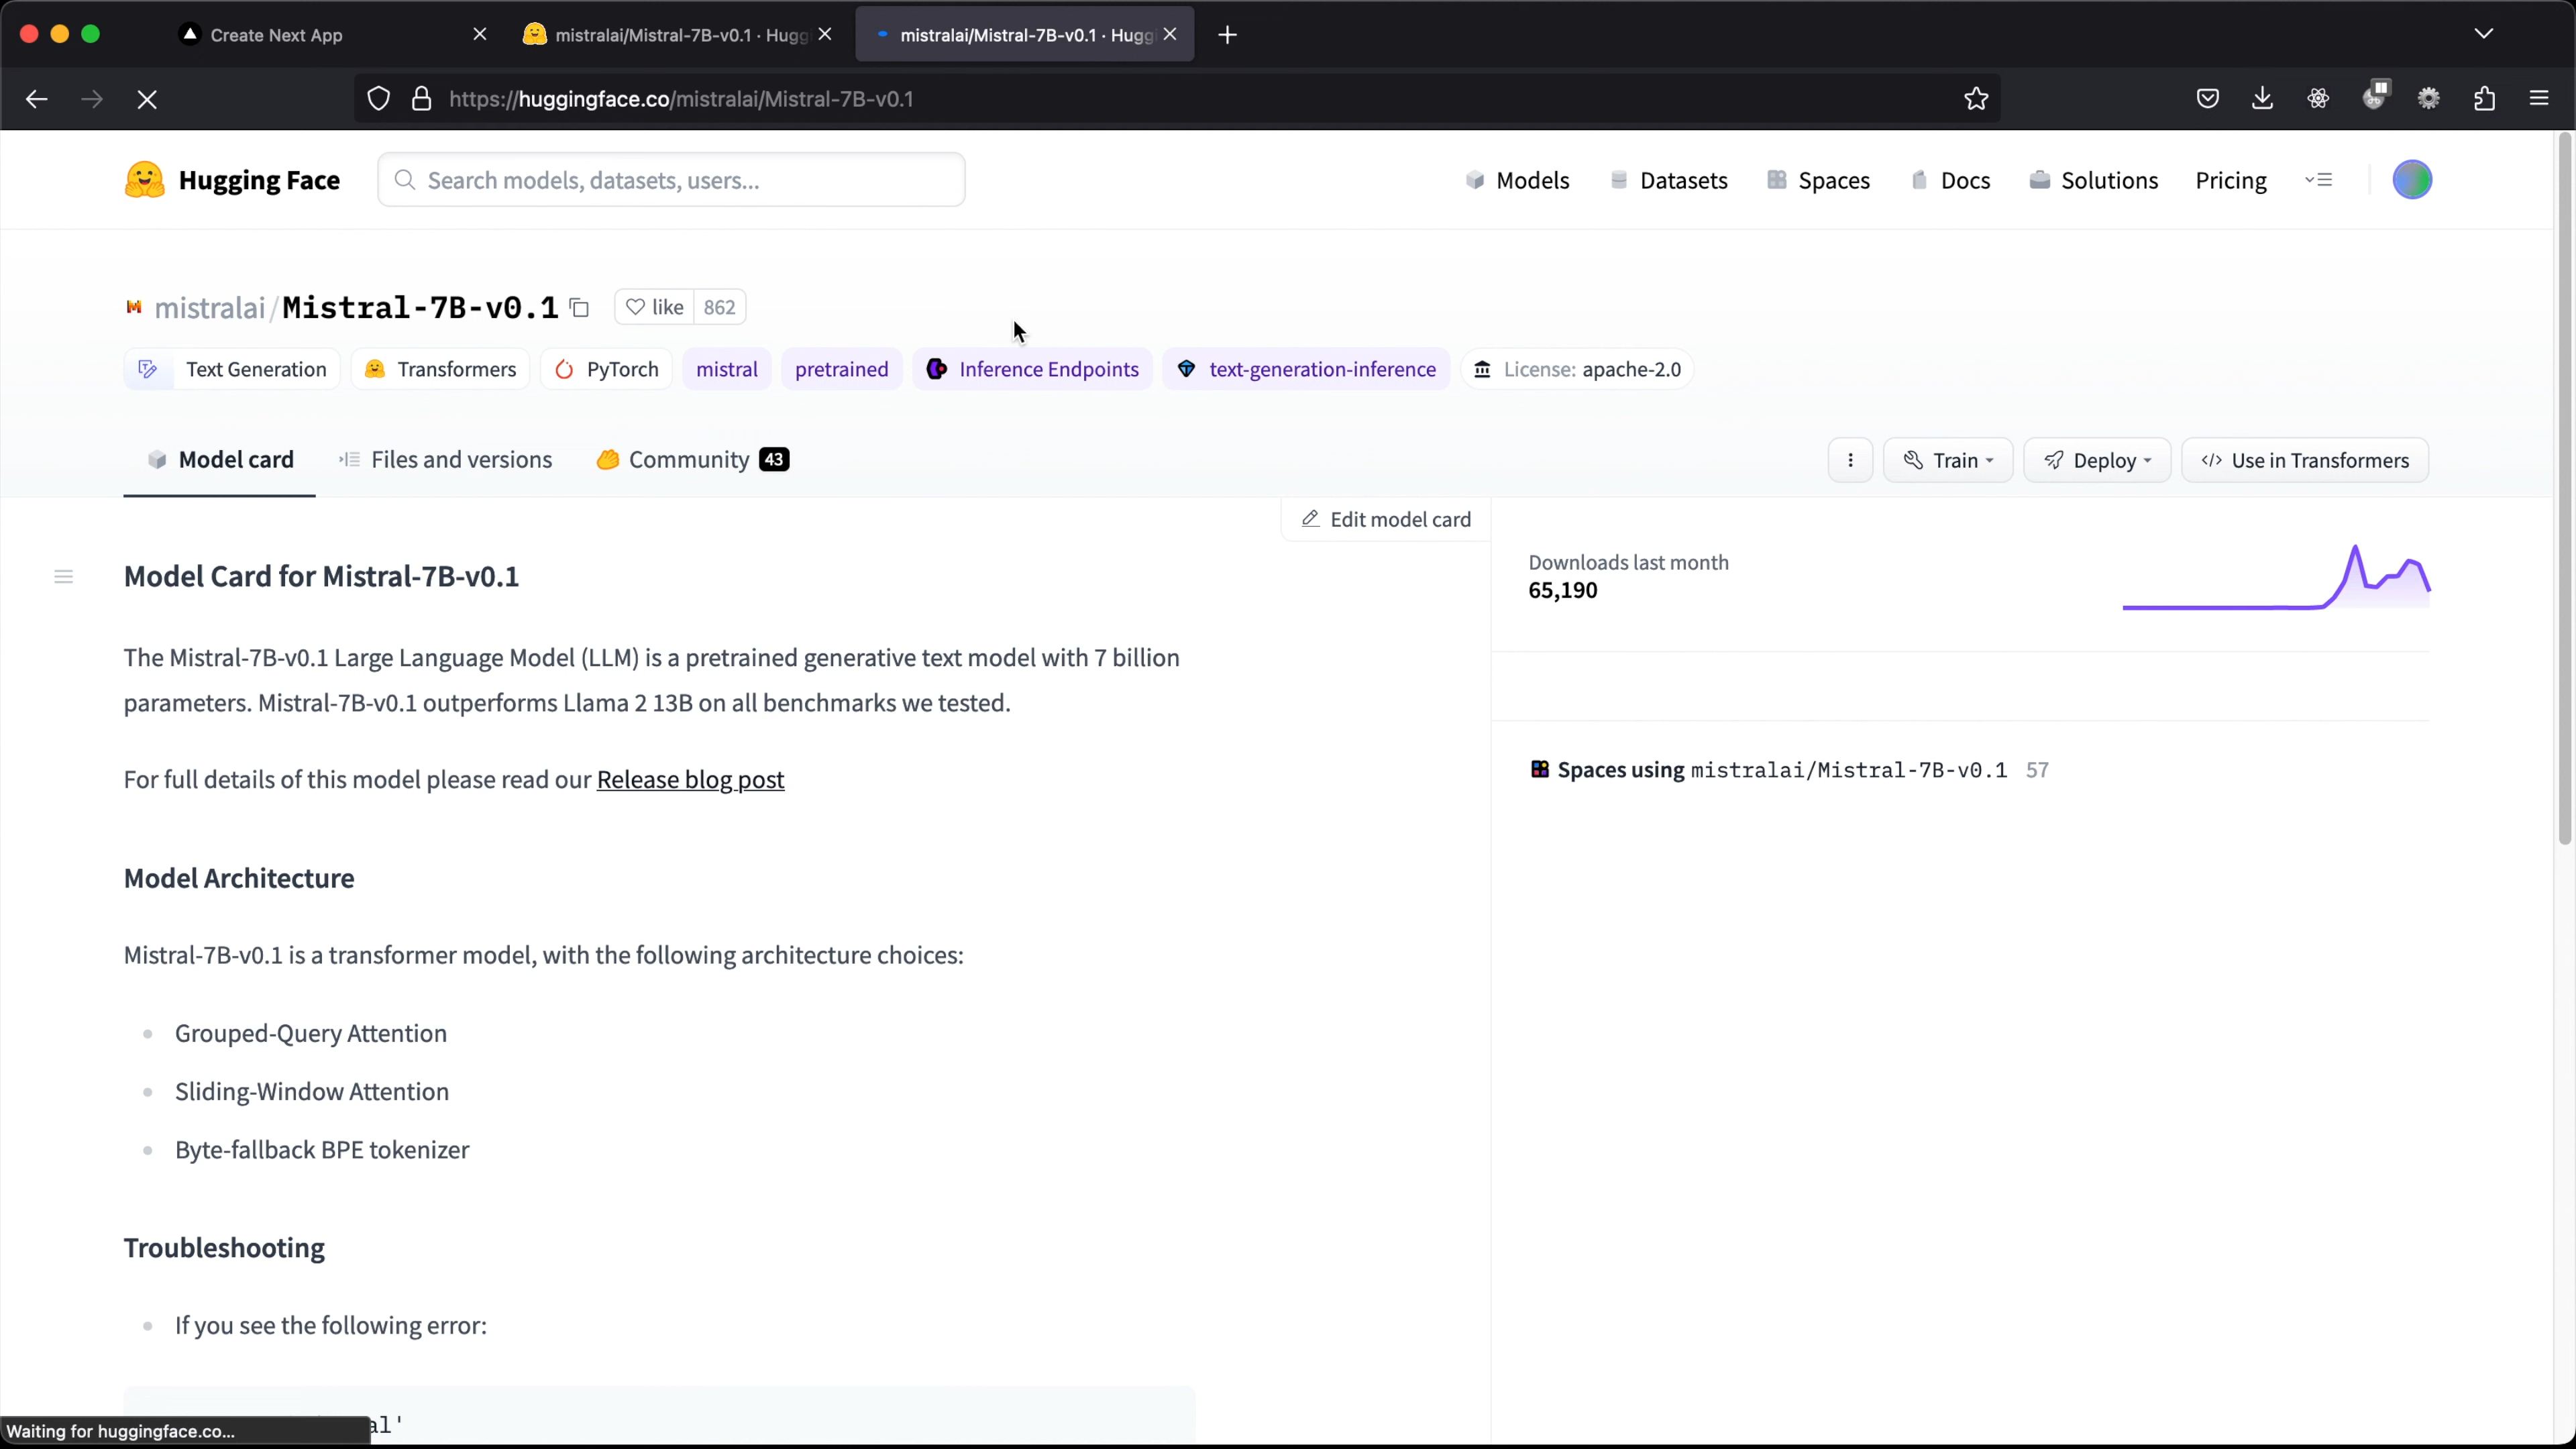 Create Next App
mistralai/Mistral-7B-v0.1 · Hugg
mistralai/Mistral-7B-v0.1 · Huggi
https://huggingface.co/mistralai/Mistral-7B-v0.1
Hugging Face
Search models, datasets, users...
Models
Datasets
Spaces
Docs
Solutions
Pricing
mistralai/Mistral-7B-v0.1
like 862
Text Generation
Transformers
PyTorch
mistral
pretrained
Inference Endpoints
text-generation-inference
License: apache-2.0
Model card
Files and versions
Community 43
Train
Deploy
</> Use in Transformers
Edit model card
Model Card for Mistral-7B-v0.1
The Mistral-7B-v0.1 Large Language Model (LLM) is a pretrained generative text model with 7 billion
parameters. Mistral-7B-v0.1 outperforms Llama 2 13B on all benchmarks we tested.
For full details of this model please read our Release blog post
Model Architecture
Mistral-7B-v0.1 is a transformer model, with the following architecture choices:
Grouped-Query Attention
Sliding-Window Attention
Byte-fallback BPE tokenizer
Troubleshooting
If you see the following error:
al'
Downloads last month
65,190
Spaces using mistralai/Mistral-7B-v0.1 57
Waiting for huggingface.co...